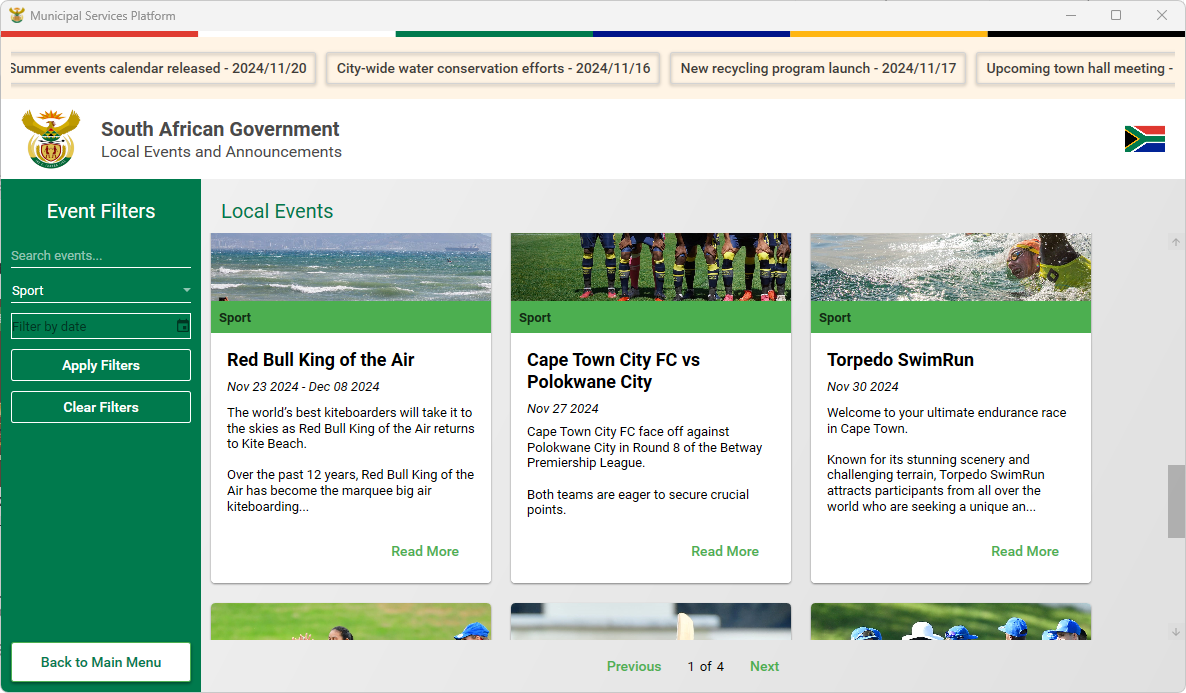 Municipal Services Platform
Summer events calendar released - 2024/11/20
City-wide water conservation efforts - 2024/11/16
New recycling program launch - 2024/11/17
Upcoming town hall meeting -
South African Government
Local Events and Announcements
Event Filters
Search events...
Sport
Filter by date
Apply Filters
Clear Filters
Back to Main Menu
Local Events
Sport
Red Bull King of the Air
Nov 23 2024 - Dec 08 2024
The world’s best kiteboarders will take it to
the skies as Red Bull King of the Air returns
to Kite Beach.
Over the past 12 years, Red Bull King of the
Air has become the marquee big air
kiteboarding...
Read More
Sport
Cape Town City FC vs
Polokwane City
Nov 27 2024
Cape Town City FC face off against
Polokwane City in Round 8 of the Betway
Premiership League.
Both teams are eager to secure crucial
points.
Read More
Sport
Torpedo SwimRun
Nov 30 2024
Welcome to your ultimate endurance race
in Cape Town.
Known for its stunning scenery and
challenging terrain, Torpedo SwimRun
attracts participants from all over the
world who are seeking a unique an...
Read More
Previous
1 of 4
Next